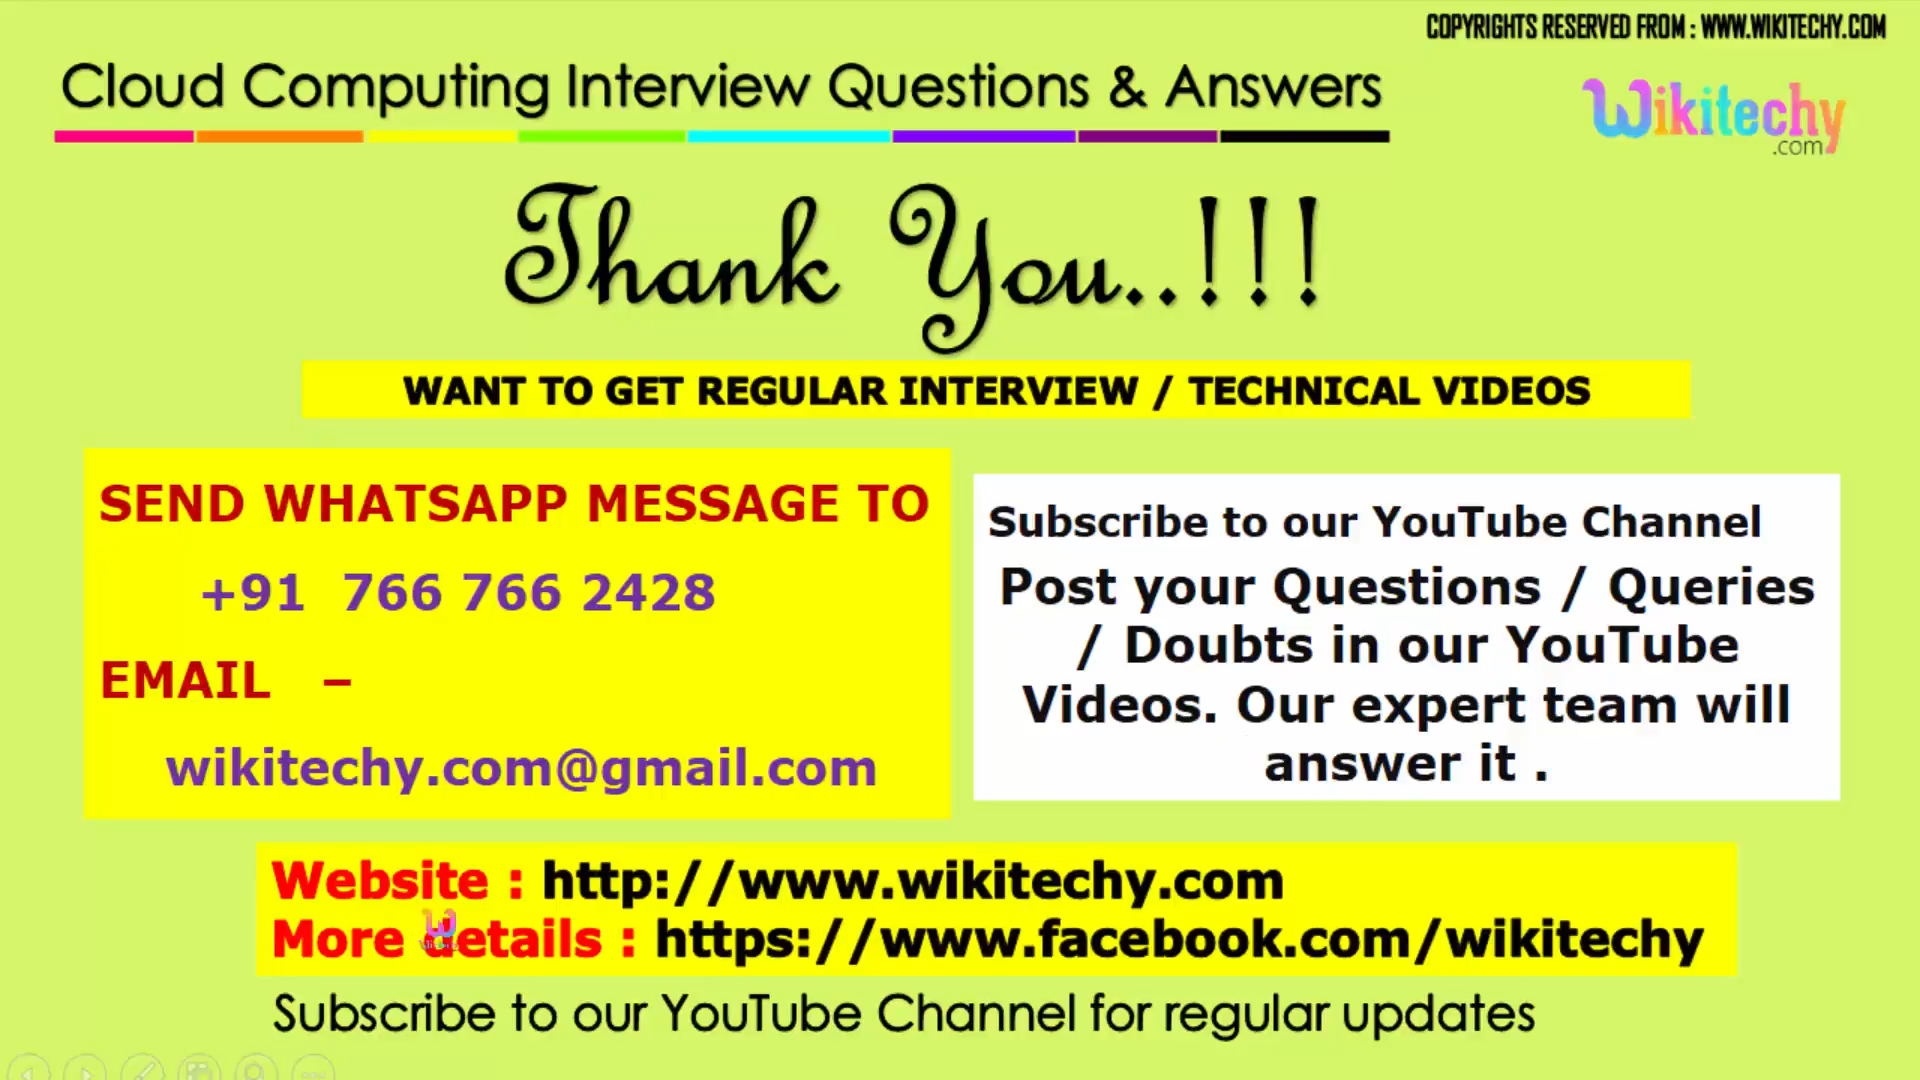 COPYRIGHTS RESERVED FROM : WWW.WIKITECHY.COM
Cloud Computing Interview Questions & Answers
Wikitechy
.com
Thank You..!!!
WANT TO GET REGULAR INTERVIEW / TECHNICAL VIDEOS
SEND WHATSAPP MESSAGE TO
+91 766 766 2428
EMAIL –
wikitechy.com@gmail.com
Subscribe to our YouTube Channel
Post your Questions / Queries
/ Doubts in our YouTube
Videos. Our expert team will
answer it .
Website : http://www.wikitechy.com
More details : https://www.facebook.com/wikitechy
Subscribe to our YouTube Channel for regular updates